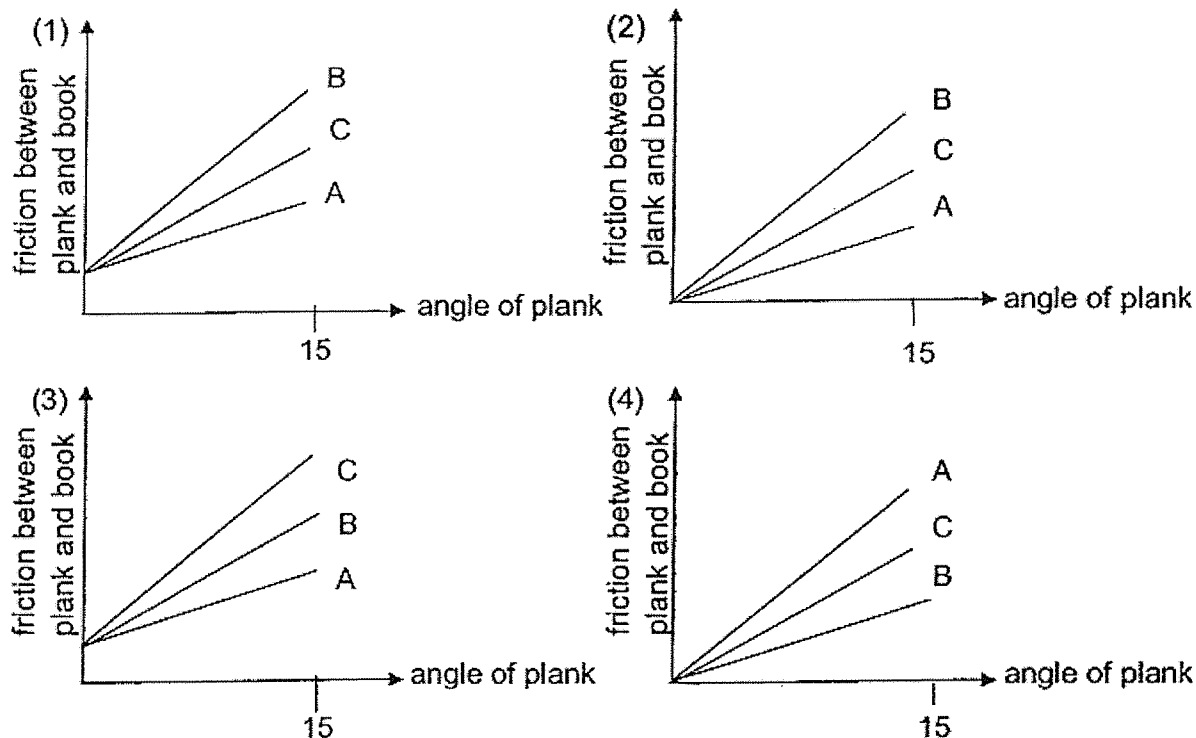 (1)
friction between
plank and book
B
C
A
angle of plank
15
(2)
friction between
plank and book
B
C
A
angle of plank
15
(3)
friction between
plank and book
C
B
A
angle of plank
15
(4)
friction between
plank and book
A
C
B
angle of plank
15